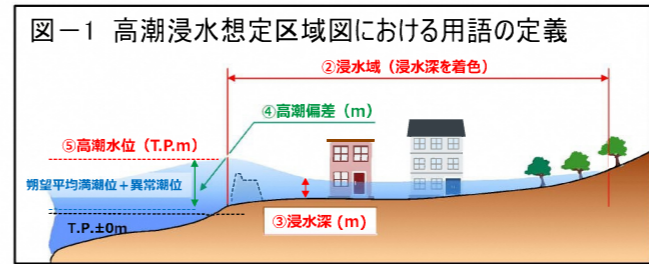 図－1 高潮浸水想定区域図における用語の定義
②浸水域（浸水深を着色）
④高潮偏差（m）
⑤高潮水位（T.P.m）
朔望平均満潮位＋異常潮位
③浸水深（m）
T.P.±0m